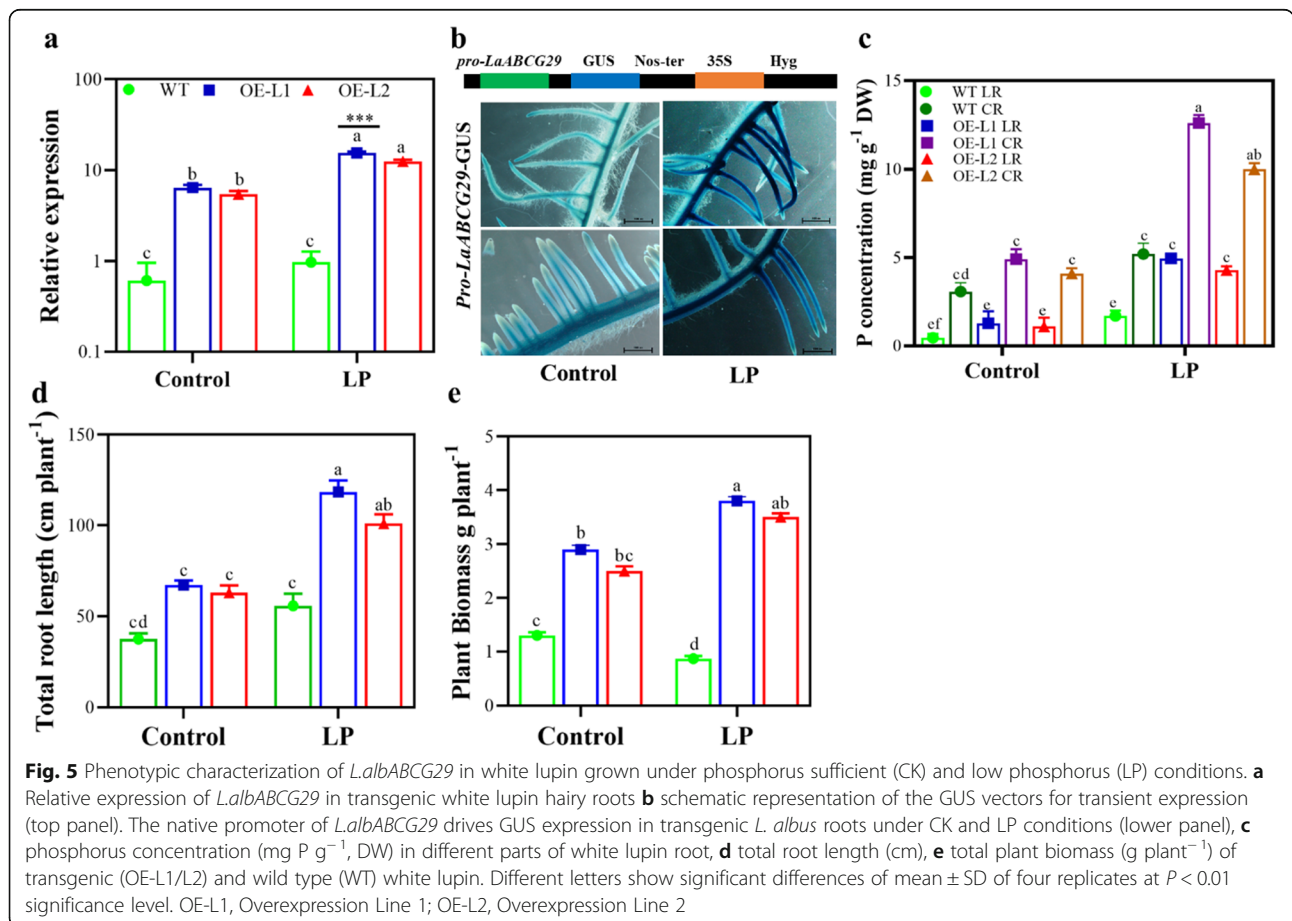 a
Relative expression
100
10
1
0.1
WT OE-L1 OE-L2
c
b
b
c
***
a
a
Control LP
b
pro-LaABCG29 GUS Nos-ter 35S Hyg
Pro-LaABCG29-GUS
Control LP
c
P concentration (mg g-1 DW)
15
10
5
0
WT LR
WT CR
OE-L1 LR
OE-L1 CR
OE-L2 LR
OE-L2 CR
ef
cd
e
c
e
c
e
c
c
a
c
ab
Control LP
d
Total root length (cm plant-1)
150
100
50
0
cd
c
c
c
a
ab
Control LP
e
Plant Biomass g plant-1
5
4
3
2
1
0
c
b
bc
d
a
ab
Control LP
Fig. 5 Phenotypic characterization of L.albABCG29 in white lupin grown under phosphorus sufficient (CK) and low phosphorus (LP) conditions. a
Relative expression of L.albABCG29 in transgenic white lupin hairy roots b schematic representation of the GUS vectors for transient expression
(top panel). The native promoter of L.albABCG29 drives GUS expression in transgenic L. albus roots under CK and LP conditions (lower panel), c
phosphorus concentration (mg P g−1, DW) in different parts of white lupin root, d total root length (cm), e total plant biomass (g plant−1) of
transgenic (OE-L1/L2) and wild type (WT) white lupin. Different letters show significant differences of mean ± SD of four replicates at P < 0.01
significance level. OE-L1, Overexpression Line 1; OE-L2, Overexpression Line 2